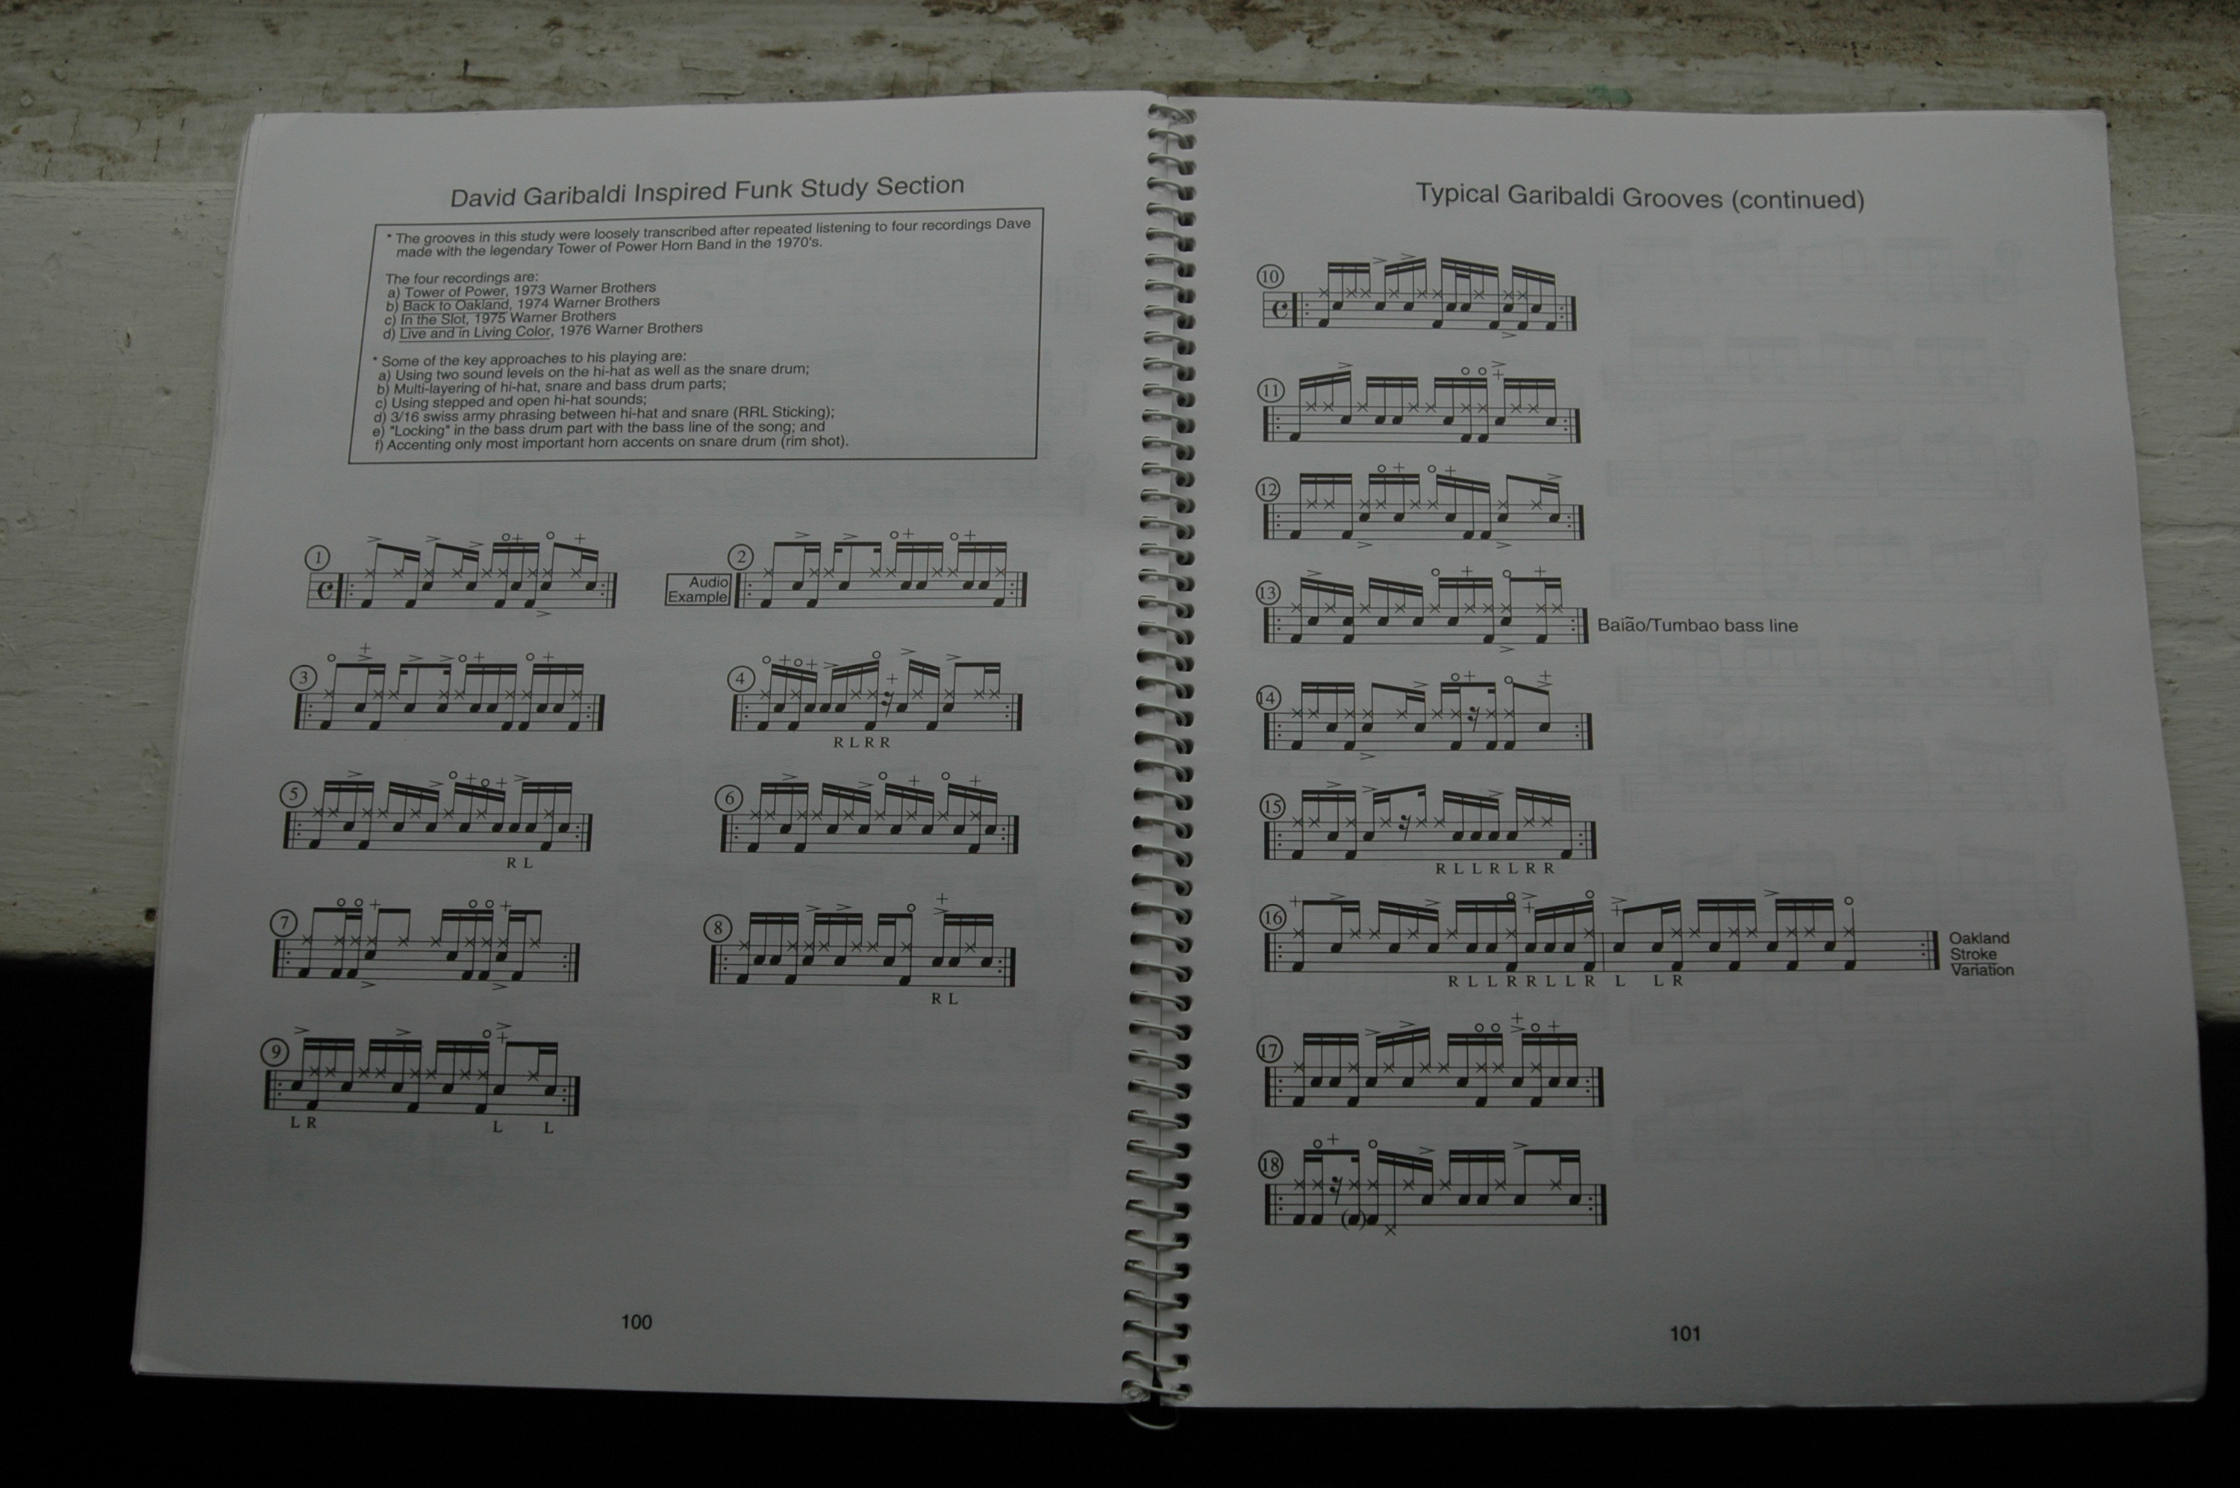 David Garibaldi Inspired Funk Study Section
* The grooves in this study were loosely transcribed after repeated listening to four recordings Dave
made with the legendary Tower of Power Horn Band in the 1970's.
The four recordings are:
a) Tower of Power, 1973 Warner Brothers
b) Back to Oakland, 1974 Warner Brothers
c) In the Slot, 1975 Warner Brothers
d) Live and in Living Color, 1976 Warner Brothers
* Some of the key approaches to his playing are:
a) Using two sound levels on the hi-hat as well as the snare drum;
b) Multi-layering of hi-hat, snare and bass drum parts;
c) Using stepped and open hi-hat sounds;
d) 3/16 swiss army phrasing between hi-hat and snare (RRL Sticking);
e) "Locking" in the bass drum part with the bass line of the song; and
f) Accenting only most important horn accents on snare drum (rim shot).
1
2
Audio
Example
3
4
R L R R
5
R L
6
7
8
R L
9
L R L L
100
Typical Garibaldi Grooves (continued)
10
11
12
13
Baião/Tumbao bass line
14
15
R L L R L R R
16
Oakland
Stroke
Variation
R L L R R L L R L L R
17
18
101